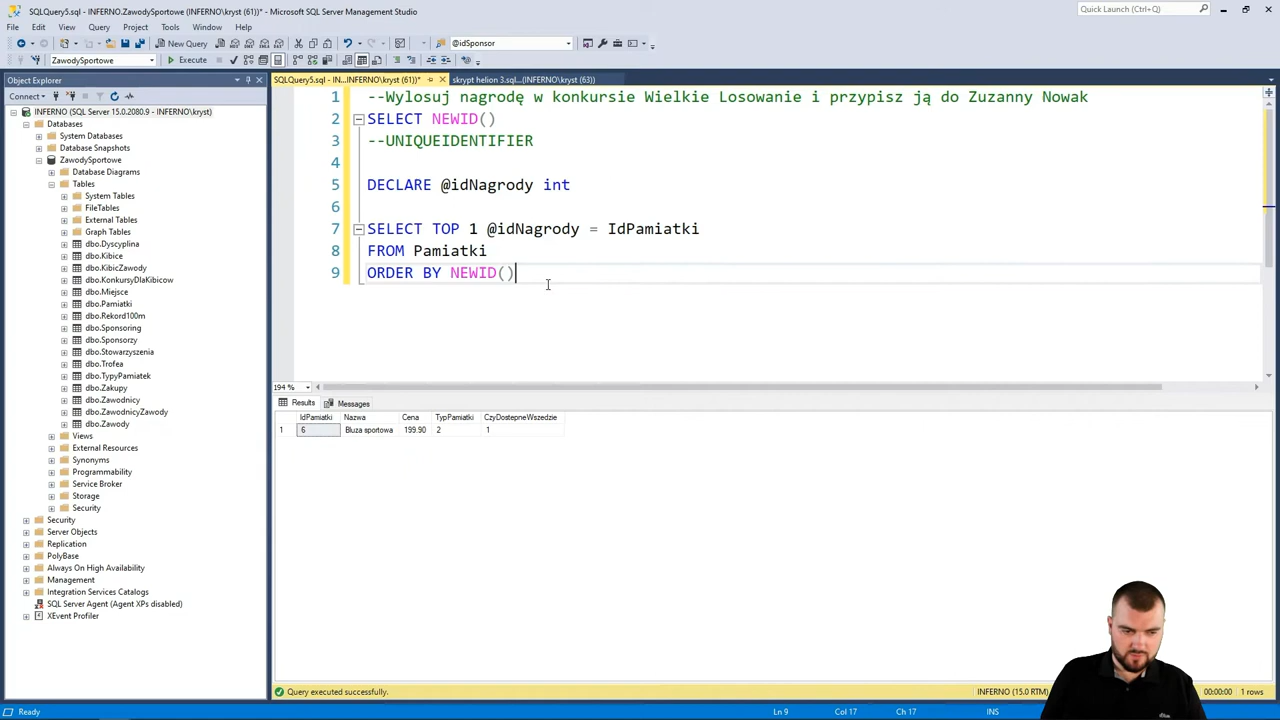 SQLQuery5.sql - INFERNO.ZawodySportowe (INFERNO\kryst (61))* - Microsoft SQL Server Management Studio
Quick Launch (Ctrl+Q)
File Edit View Query Project Tools Window Help
New Query @idSponsor
ZawodySportowe Execute
Object Explorer
SQLQuery5.sql - IN...INFERNO\kryst (61))*
skrypt helion 3.sql...(INFERNO\kryst (63))
Connect
INFERNO (SQL Server 15.0.2080.9 - INFERNO\kryst)
Databases
System Databases
Database Snapshots
ZawodySportowe
Database Diagrams
Tables
System Tables
FileTables
External Tables
Graph Tables
dbo.Dyscyplina
dbo.Kibice
dbo.KibicZawody
dbo.KonkursyDlaKibicow
dbo.Miejsce
dbo.Pamiatki
dbo.Rekord100m
dbo.Sponsoring
dbo.Sponsorzy
dbo.Stowarzyszenia
dbo.Trofea
dbo.TypyPamiatek
dbo.Zakupy
dbo.Zawodnicy
dbo.ZawodnicyZawody
dbo.Zawody
Views
External Resources
Synonyms
Programmability
Service Broker
Storage
Security
Security
Server Objects
Replication
PolyBase
Always On High Availability
Management
Integration Services Catalogs
SQL Server Agent (Agent XPs disabled)
XEvent Profiler
1 --Wylosuj nagrodę w konkursie Wielkie Losowanie i przypisz ją do Zuzanny Nowak
2 SELECT NEWID()
3 --UNIQUEIDENTIFIER
4
5 DECLARE @idNagrody int
6
7 SELECT TOP 1 @idNagrody = IdPamiatki
8 FROM Pamiatki
9 ORDER BY NEWID()
194 %
Results Messages
IdPamiatki Nazwa Cena TypPamiatki CzyDostepneWszedzie
1 6 Bluza sportowa 199.90 2 1
Query executed successfully. INFERNO (15.0 RTM) 00:00:00 1 rows
Ready Ln 9 Col 17 Ch 17 INS